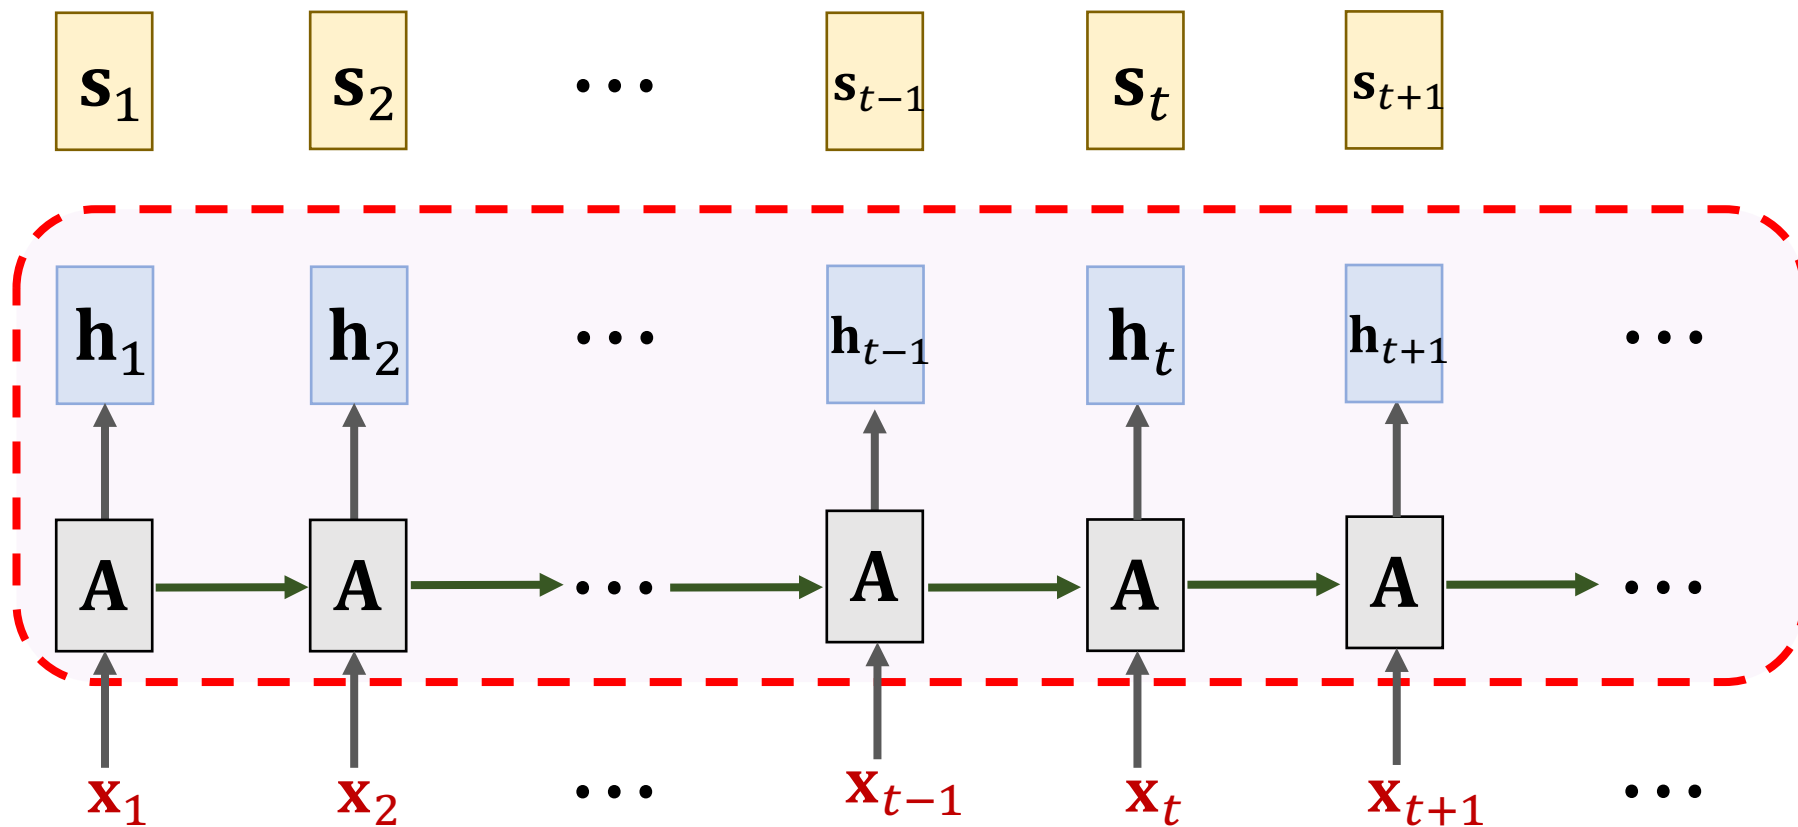 s₁ s₂ ⋯ sₜ₋₁ sₜ sₜ₊₁
h₁ h₂ ⋯ hₜ₋₁ hₜ hₜ₊₁ ⋯
A A ⋯ A A A ⋯
x₁ x₂ ⋯ xₜ₋₁ xₜ xₜ₊₁ ⋯